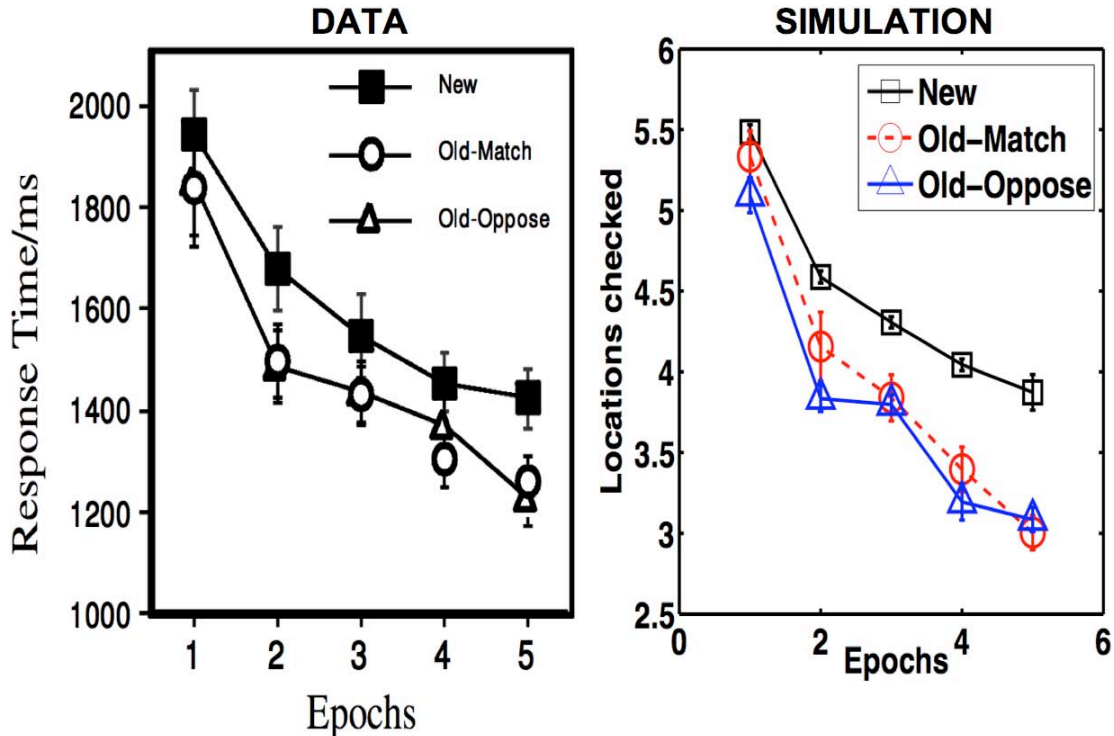 DATA
New
Old-Match
Old-Oppose
2000
1800
1600
1400
1200
1000
Response Time/ms
1 2 3 4 5
Epochs
SIMULATION
New
Old-Match
Old-Oppose
6
5.5
5
4.5
4
3.5
3
2.5
Locations checked
0 2 4 6
Epochs